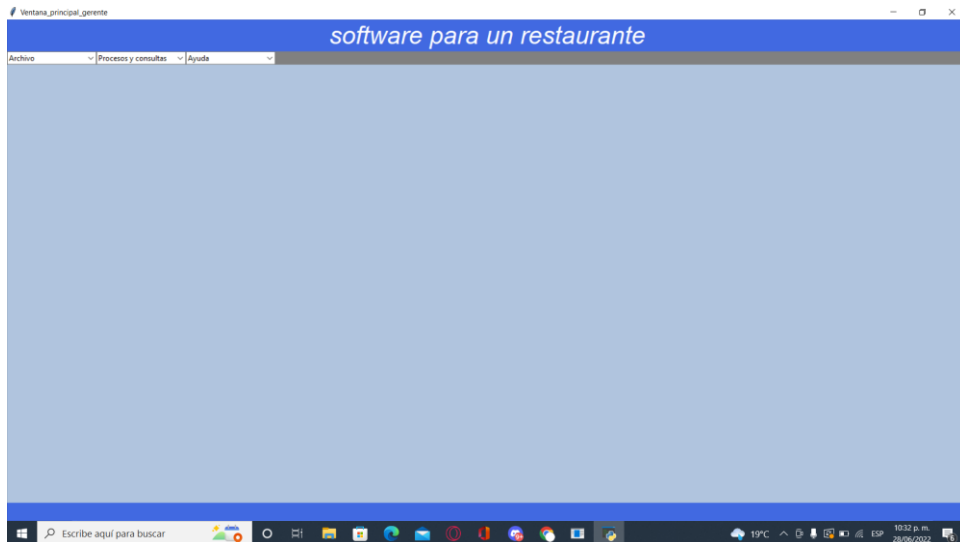 Ventana_principal_gerente
software para un restaurante
Archivo Procesos y consultas Ayuda
Escribe aquí para buscar 19°C ESP 10:32 p. m.
28/06/2022